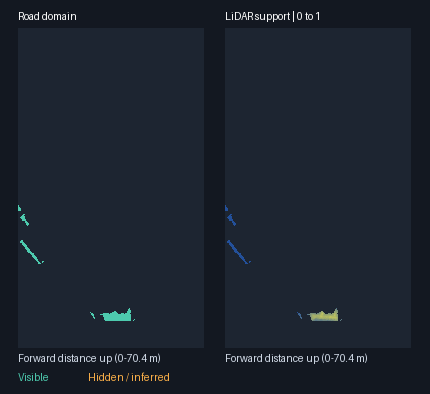 Road domain
LiDAR support | 0 to 1
Forward distance up (0-70.4 m)
Forward distance up (0-70.4 m)
Visible
Hidden / inferred